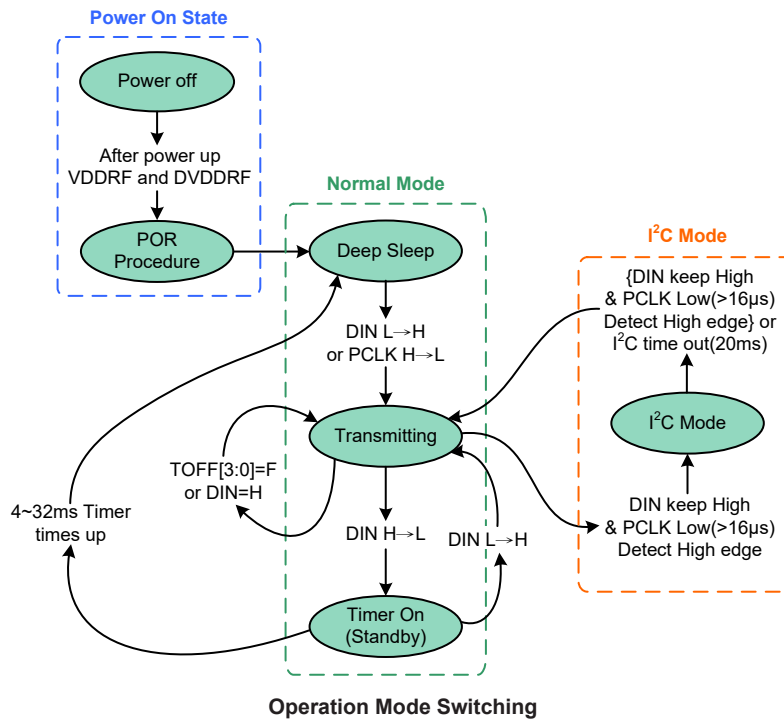 Power On State
Power off
After power up
VDDRF and DVDDRF
POR
Procedure
Normal Mode
Deep Sleep
DIN L→H
or PCLK H→L
Transmitting
TOFF[3:0]=F
or DIN=H
DIN H→L
DIN L→H
Timer On
(Standby)
4~32ms Timer
times up
I²C Mode
{DIN keep High
& PCLK Low(>16µs)
Detect High edge} or
I²C time out(20ms)
I²C Mode
DIN keep High
& PCLK Low(>16µs)
Detect High edge
Operation Mode Switching